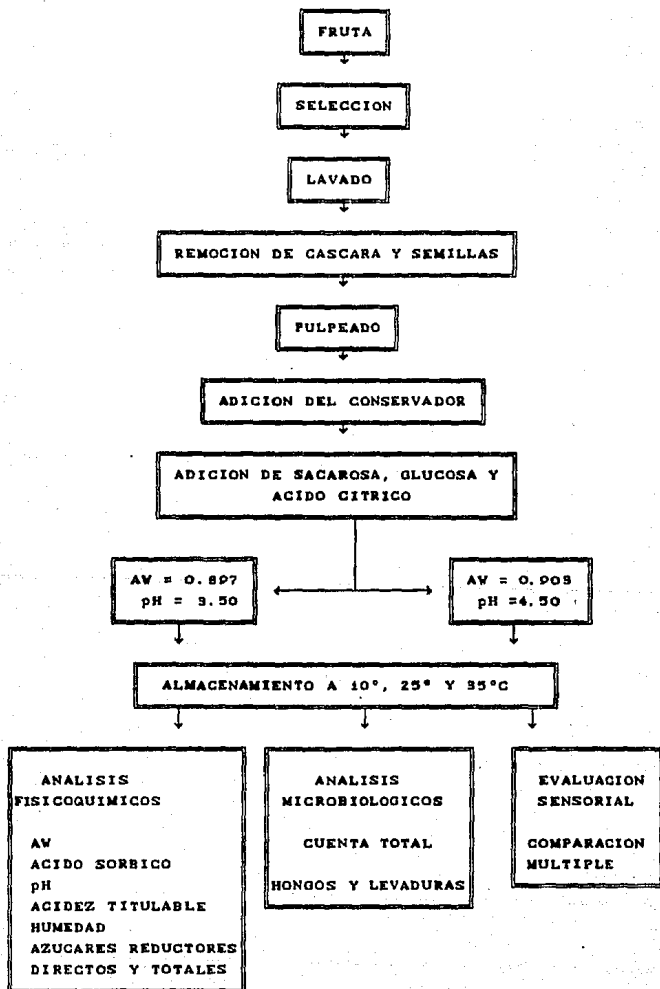 FRUTA
SELECCION
LAVADO
REMOCION DE CASCARA Y SEMILLAS
PULPEADO
ADICION DEL CONSERVADOR
ADICION DE SACAROSA, GLUCOSA Y
ACIDO CITRICO
AW = 0.897
pH = 3.50
AW = 0.903
pH =4.50
ALMACENAMIENTO A 10°, 25° Y 35°C
ANALISIS
FISICOQUIMICOS
AW
ACIDO SORBICO
pH
ACIDEZ TITULABLE
HUMEDAD
AZUCARES REDUCTORES
DIRECTOS Y TOTALES
ANALISIS
MICROBIOLOGICOS
CUENTA TOTAL
HONGOS Y LEVADURAS
EVALUACION
SENSORIAL
COMPARACION
MULTIPLE